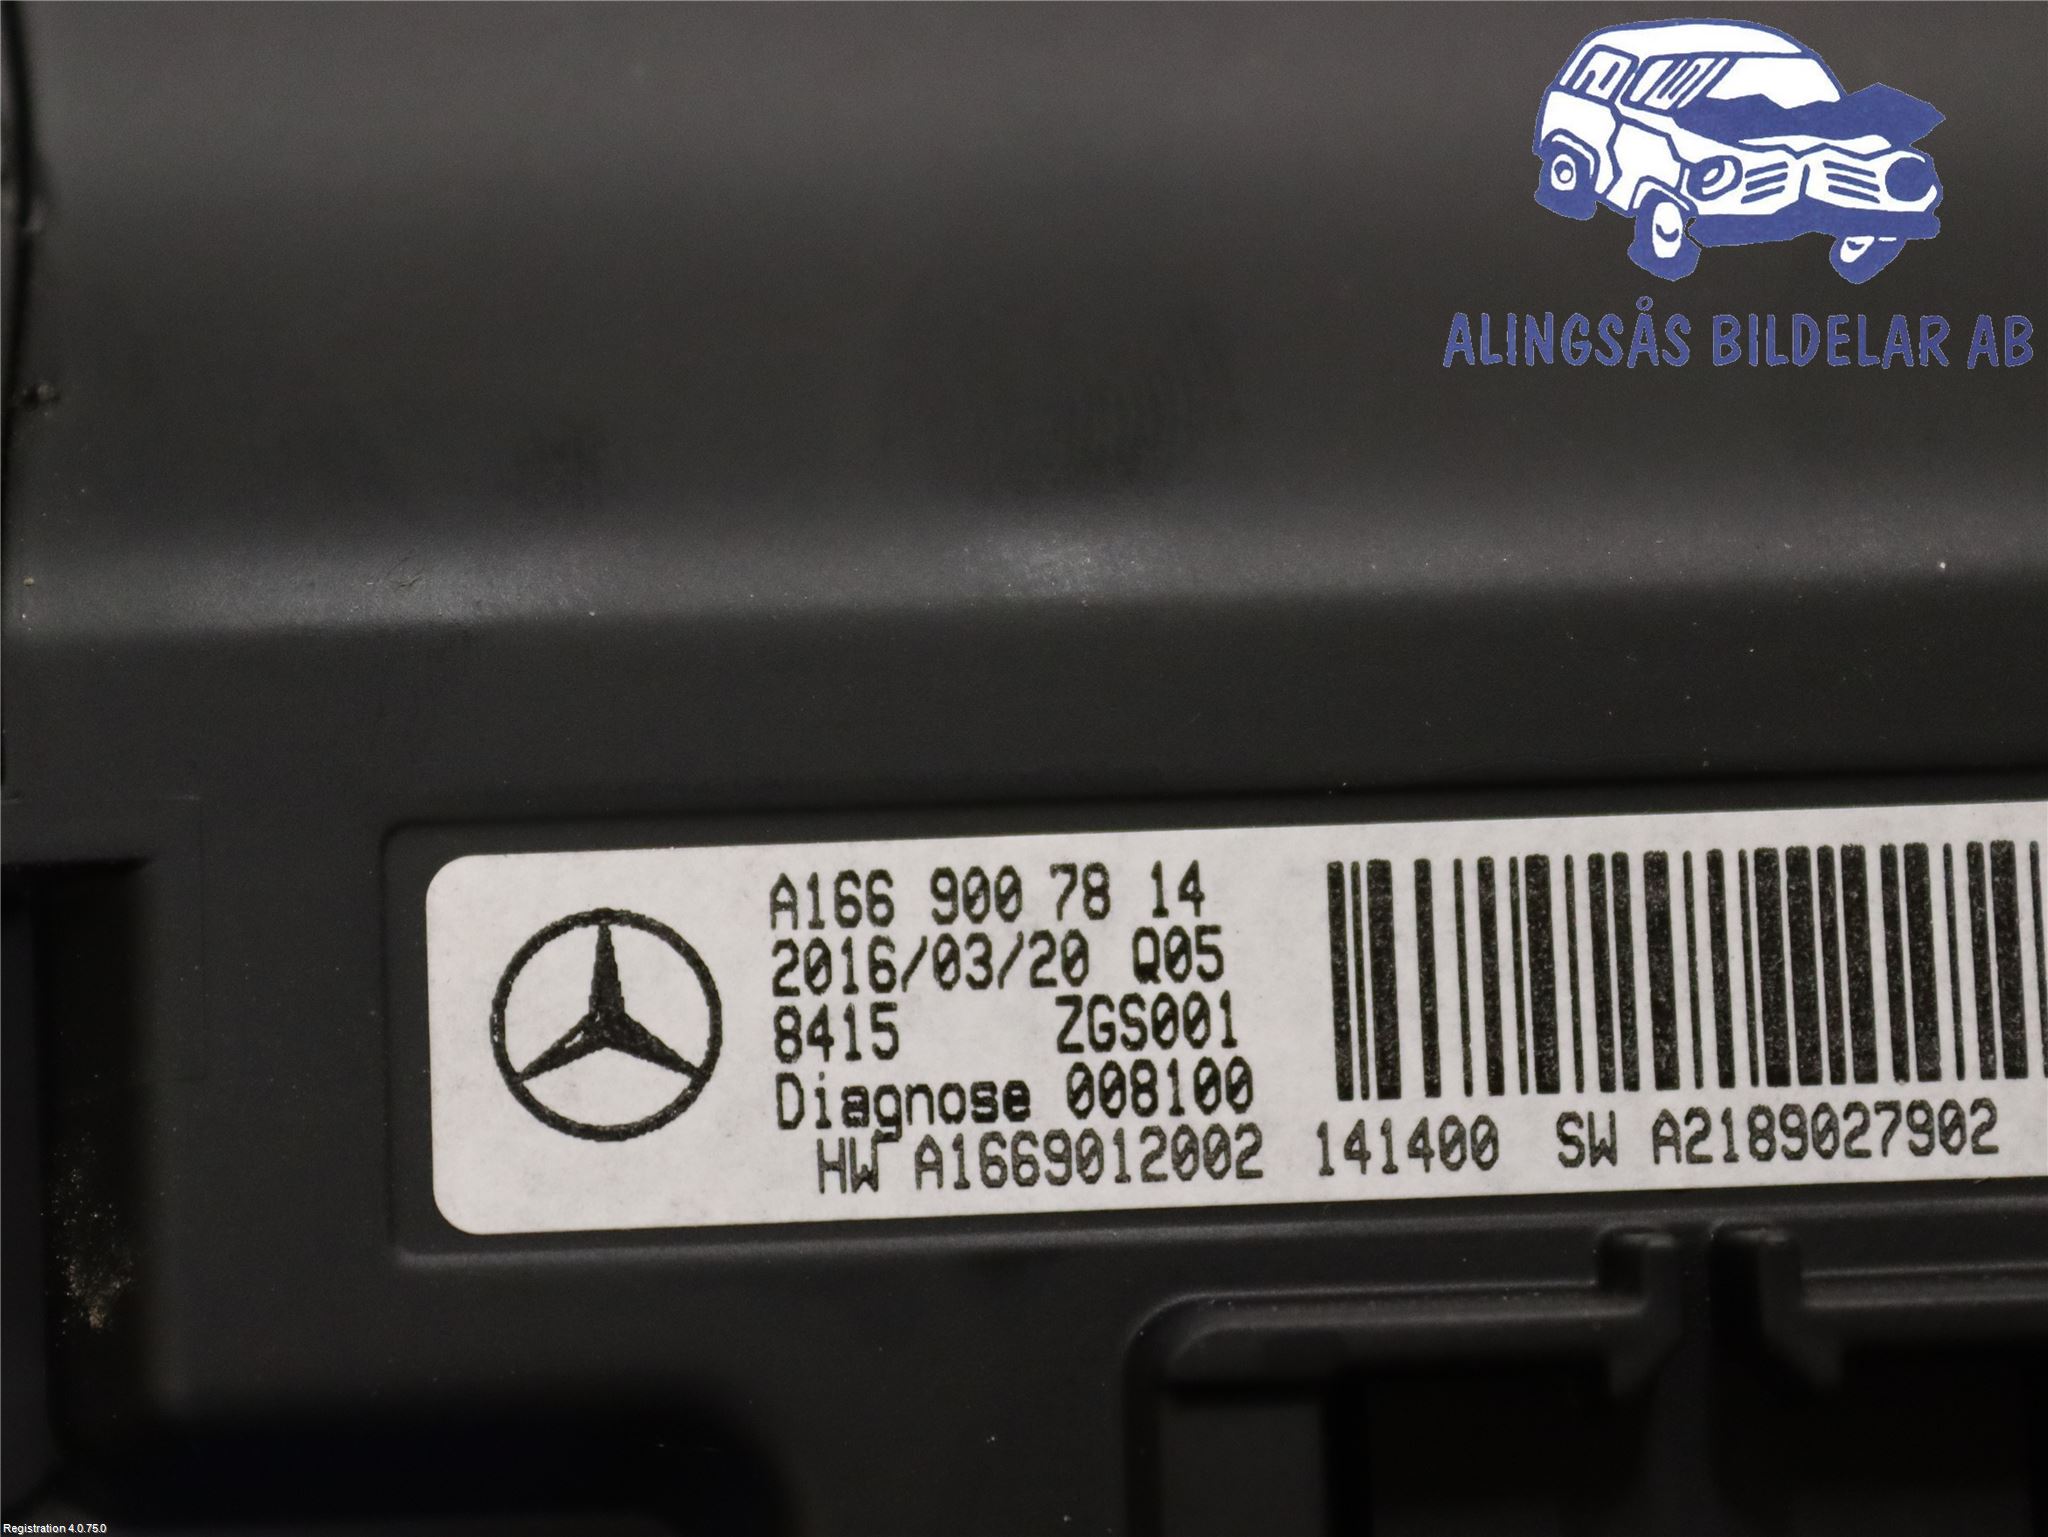 ALINGSÅS BILDELAR AB
A166 900 78 14
2016/03/20 Q05
8415 ZGS001
Diagnose 008100
HW A1669012002 141400 SW A2189027902
Registration 4.0.75.0